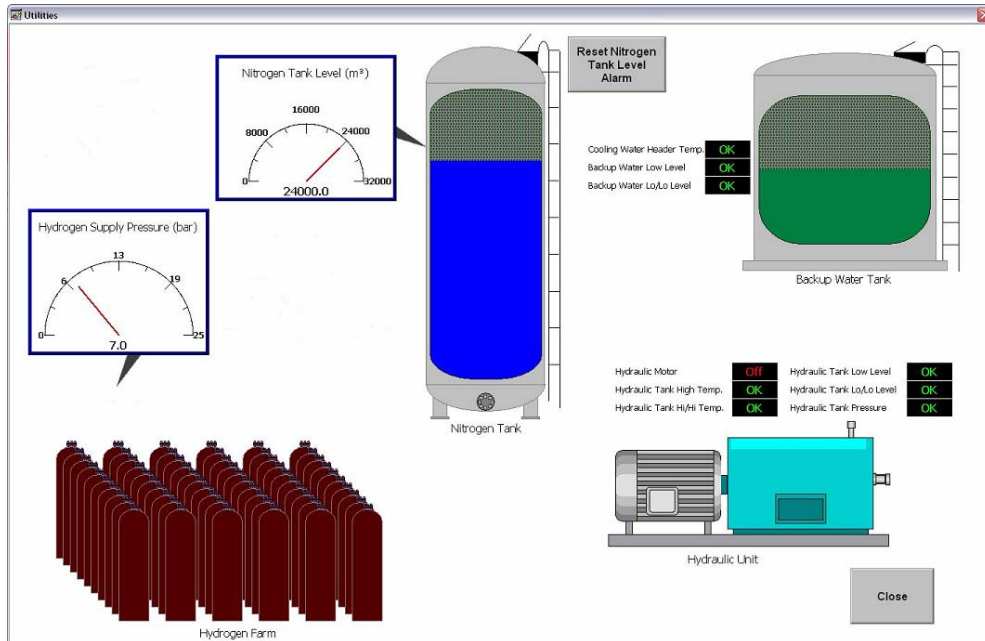 Utilities
Nitrogen Tank Level (m³)
0
8000
16000
24000
32000
24000.0
Reset Nitrogen
Tank Level
Alarm
Cooling Water Header Temp. OK
Backup Water Low Level OK
Backup Water Lo/Lo Level OK
Backup Water Tank
Hydrogen Supply Pressure (bar)
0
6
13
19
25
7.0
Nitrogen Tank
Hydraulic Motor Off Hydraulic Tank Low Level OK
Hydraulic Tank High Temp. OK Hydraulic Tank Lo/Lo Level OK
Hydraulic Tank Hi/Hi Temp. OK Hydraulic Tank Pressure OK
Hydraulic Unit
Close
Hydrogen Farm